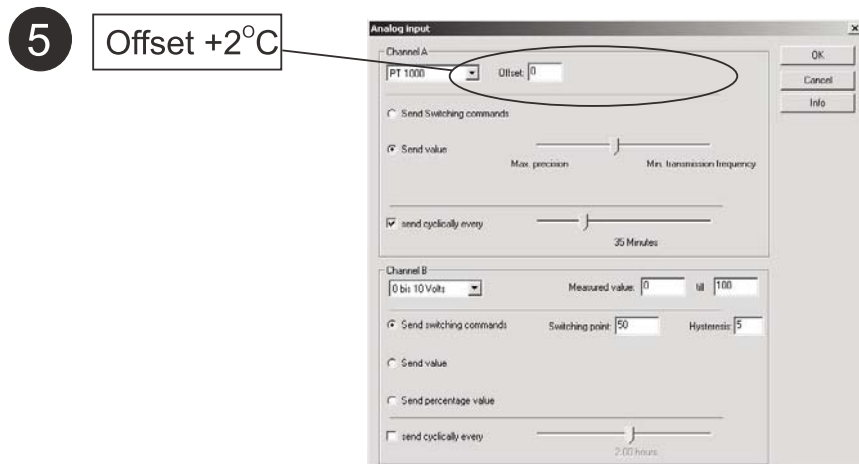 5
Offset +2°C
Analog input
Channel A
PT 1000
Offset: 0
OK
Cancel
Info
Send Switching commands
Send value
Max. precision
Min. transmission frequency
send cyclically every
35 Minutes
Channel B
0 bis 10 Volts
Measured value: 0 till 100
Send switching commands
Switching point: 50
Hysteresis: 5
Send value
Send percentage value
send cyclically every
2:00 hours